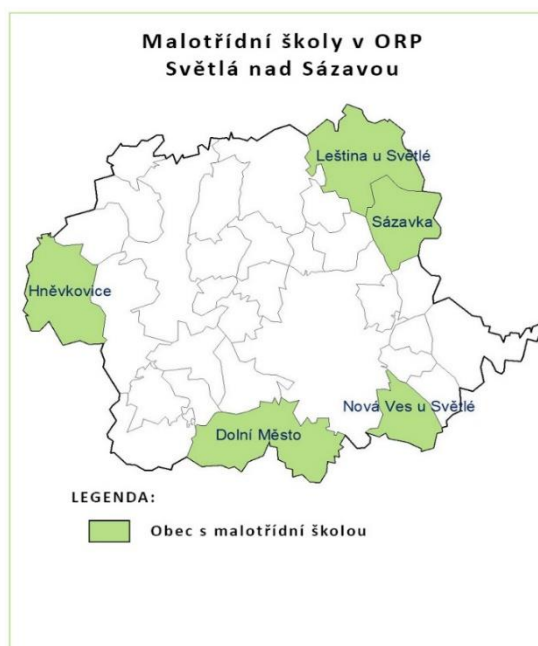 Malotřídní školy v ORP
Světlá nad Sázavou
Leština u Světlé
Sázavka
Hněvkovice
Nová Ves u Světlé
Dolní Město
LEGENDA:
Obec s malotřídní školou